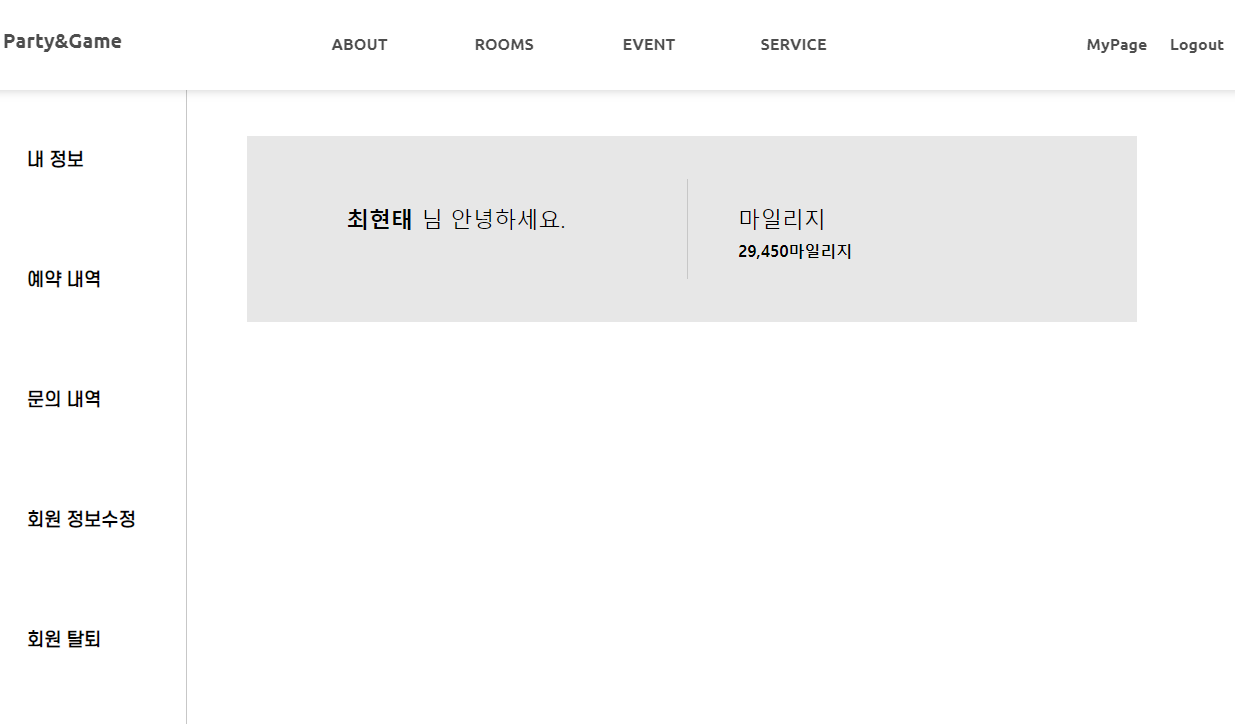 Party&Game
ABOUT ROOMS EVENT SERVICE
MyPage Logout
내 정보
예약 내역
문의 내역
회원 정보수정
회원 탈퇴
최현태 님 안녕하세요.
마일리지
29,450마일리지